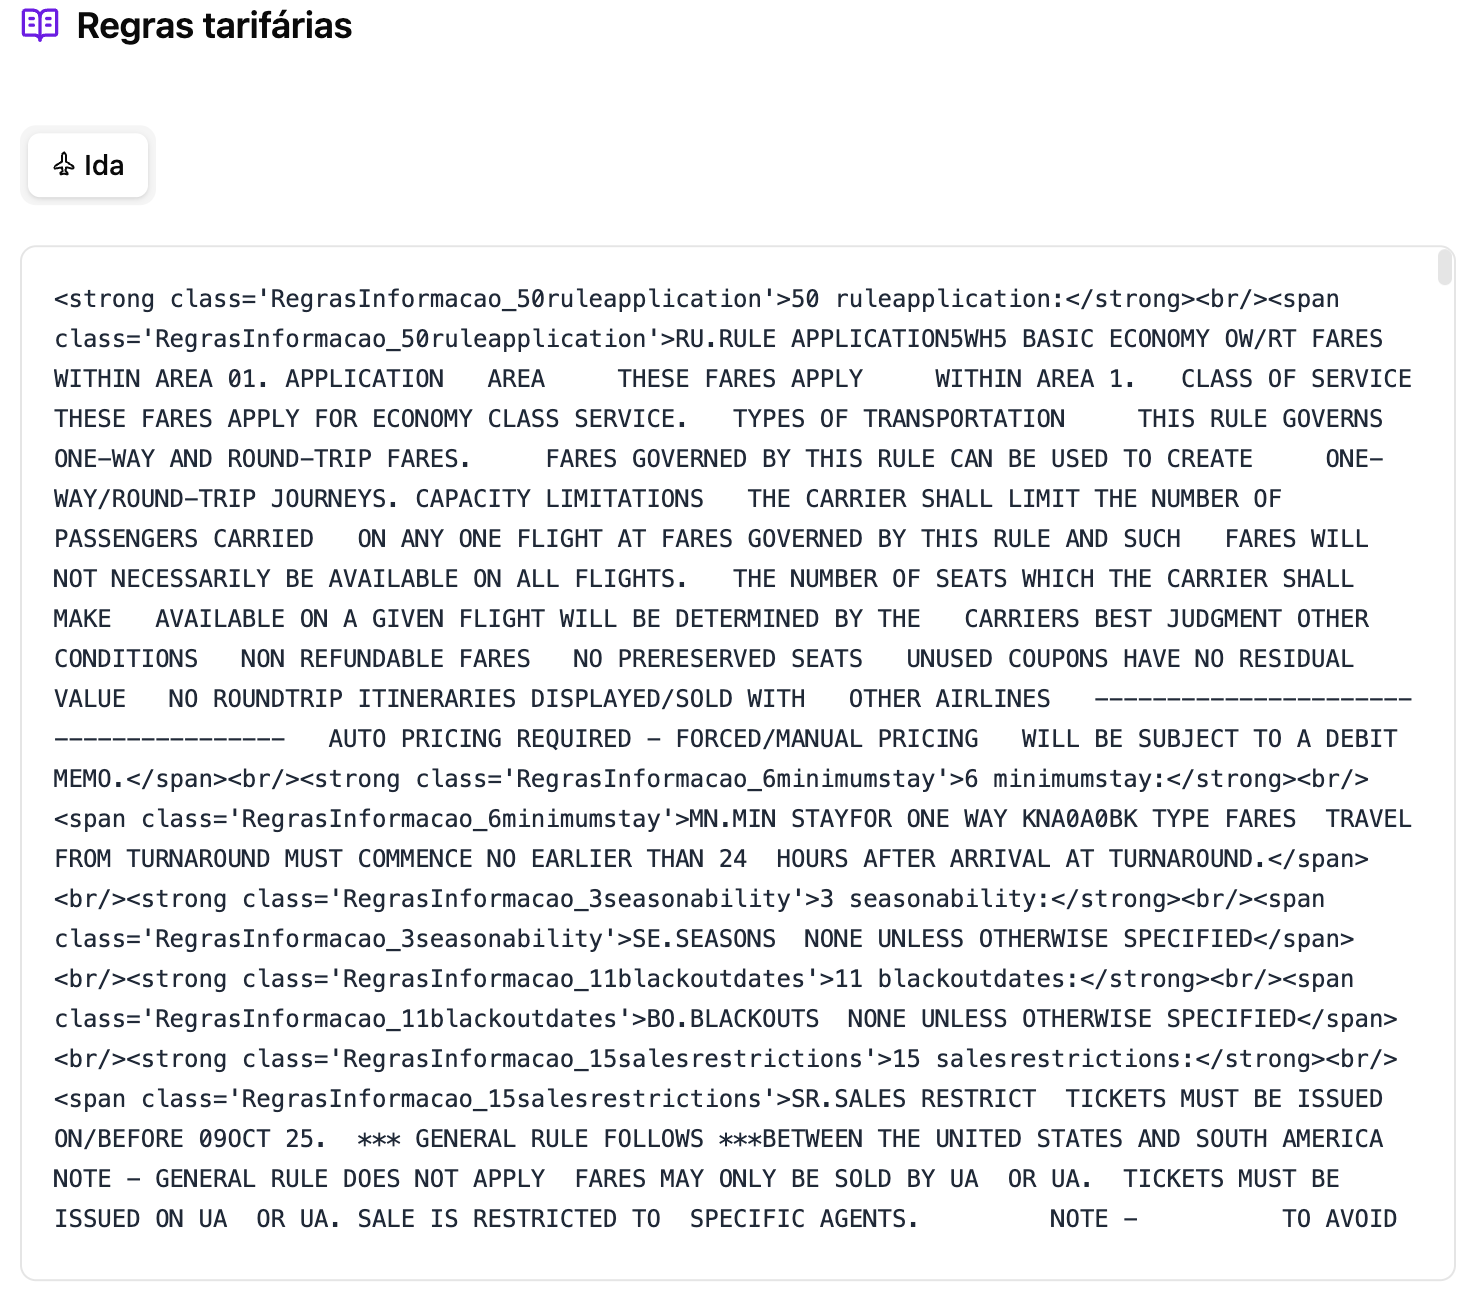 Regras tarifárias
Ida
<strong class='RegrasInformacao_50ruleapplication'>50 ruleapplication:</strong><br/><span
class='RegrasInformacao_50ruleapplication'>RU.RULE APPLICATION5WH5 BASIC ECONOMY OW/RT FARES
WITHIN AREA 01. APPLICATION   AREA     THESE FARES APPLY     WITHIN AREA 1.   CLASS OF SERVICE
THESE FARES APPLY FOR ECONOMY CLASS SERVICE.   TYPES OF TRANSPORTATION     THIS RULE GOVERNS
ONE-WAY AND ROUND-TRIP FARES.     FARES GOVERNED BY THIS RULE CAN BE USED TO CREATE     ONE-
WAY/ROUND-TRIP JOURNEYS. CAPACITY LIMITATIONS   THE CARRIER SHALL LIMIT THE NUMBER OF
PASSENGERS CARRIED   ON ANY ONE FLIGHT AT FARES GOVERNED BY THIS RULE AND SUCH   FARES WILL
NOT NECESSARILY BE AVAILABLE ON ALL FLIGHTS.   THE NUMBER OF SEATS WHICH THE CARRIER SHALL
MAKE   AVAILABLE ON A GIVEN FLIGHT WILL BE DETERMINED BY THE   CARRIERS BEST JUDGMENT OTHER
CONDITIONS   NON REFUNDABLE FARES   NO PRERESERVED SEATS   UNUSED COUPONS HAVE NO RESIDUAL
VALUE   NO ROUNDTRIP ITINERARIES DISPLAYED/SOLD WITH   OTHER AIRLINES   ----------------------
----------------   AUTO PRICING REQUIRED - FORCED/MANUAL PRICING   WILL BE SUBJECT TO A DEBIT
MEMO.</span><br/><strong class='RegrasInformacao_6minimumstay'>6 minimumstay:</strong><br/>
<span class='RegrasInformacao_6minimumstay'>MN.MIN STAYFOR ONE WAY KNA0A0BK TYPE FARES  TRAVEL
FROM TURNAROUND MUST COMMENCE NO EARLIER THAN 24  HOURS AFTER ARRIVAL AT TURNAROUND.</span>
<br/><strong class='RegrasInformacao_3seasonability'>3 seasonability:</strong><br/><span
class='RegrasInformacao_3seasonability'>SE.SEASONS  NONE UNLESS OTHERWISE SPECIFIED</span>
<br/><strong class='RegrasInformacao_11blackoutdates'>11 blackoutdates:</strong><br/><span
class='RegrasInformacao_11blackoutdates'>BO.BLACKOUTS  NONE UNLESS OTHERWISE SPECIFIED</span>
<br/><strong class='RegrasInformacao_15salesrestrictions'>15 salesrestrictions:</strong><br/>
<span class='RegrasInformacao_15salesrestrictions'>SR.SALES RESTRICT  TICKETS MUST BE ISSUED
ON/BEFORE 09OCT 25.  *** GENERAL RULE FOLLOWS ***BETWEEN THE UNITED STATES AND SOUTH AMERICA
NOTE - GENERAL RULE DOES NOT APPLY  FARES MAY ONLY BE SOLD BY UA  OR UA.  TICKETS MUST BE
ISSUED ON UA  OR UA. SALE IS RESTRICTED TO  SPECIFIC AGENTS.         NOTE -          TO AVOID